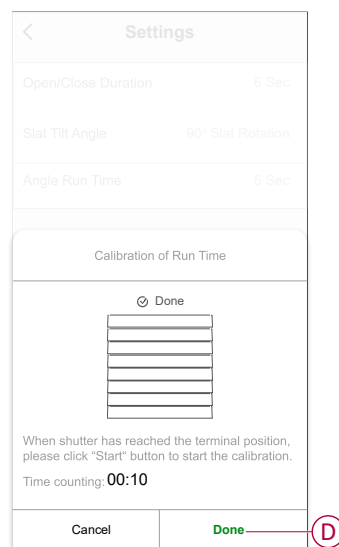 Settings
Open/Close Duration 6 Sec
Slat Tilt Angle 90° Slat Rotation
Angle Run Time 5 Sec
Calibration of Run Time
Done
When shutter has reached the terminal position,
please click “Start“ button to start the calibration.
Time counting: 00:10
Cancel Done D